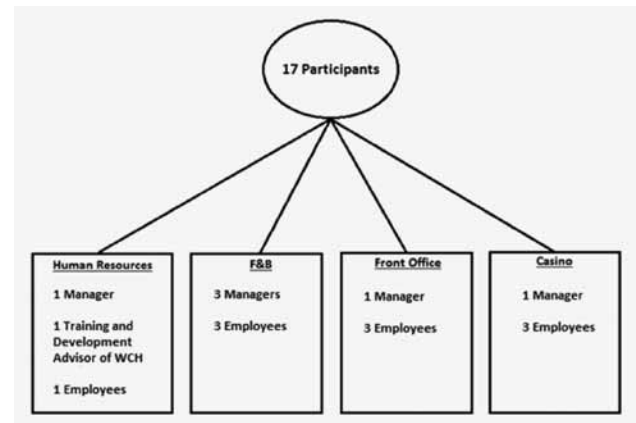 17 Participants
Human Resources
1 Manager
1 Training and
Development
Advisor of WCH
1 Employees
F&B
3 Managers
3 Employees
Front Office
1 Manager
3 Employees
Casino
1 Manager
3 Employees